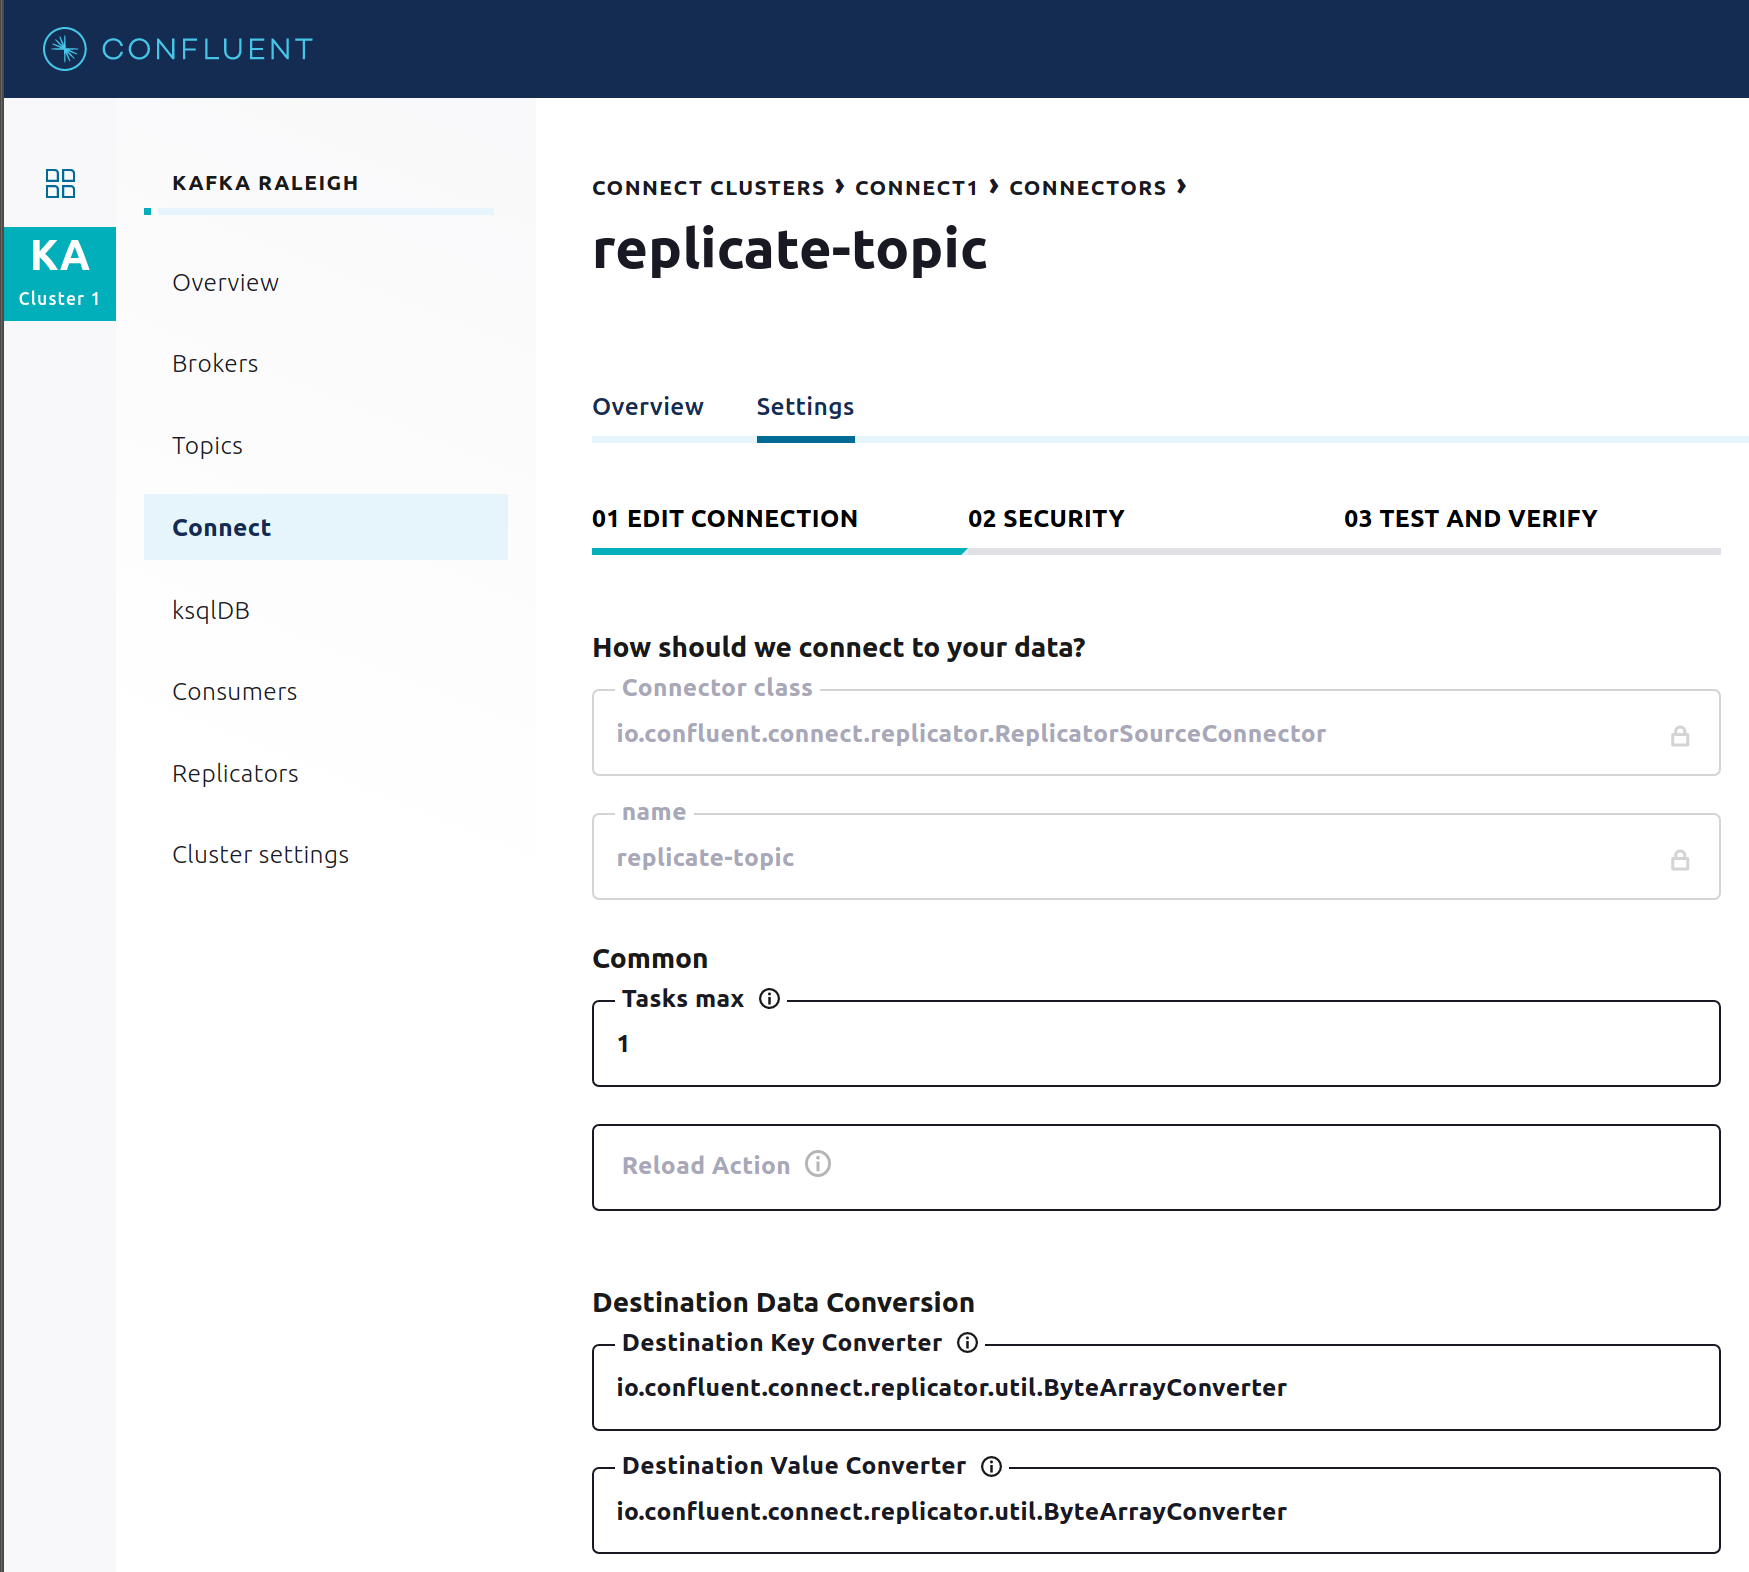 CONFLUENT
KA
Cluster 1
KAFKA RALEIGH
Overview
Brokers
Topics
Connect
ksqlDB
Consumers
Replicators
Cluster settings
CONNECT CLUSTERS › CONNECT1 › CONNECTORS ›
replicate-topic
Overview Settings
01 EDIT CONNECTION 02 SECURITY 03 TEST AND VERIFY
How should we connect to your data?
Connector class
io.confluent.connect.replicator.ReplicatorSourceConnector
name
replicate-topic
Common
Tasks max
1
Reload Action
Destination Data Conversion
Destination Key Converter
io.confluent.connect.replicator.util.ByteArrayConverter
Destination Value Converter
io.confluent.connect.replicator.util.ByteArrayConverter